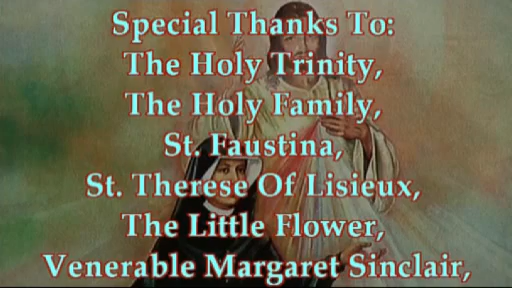 Special Thanks To:
The Holy Trinity,
The Holy Family,
St. Faustina,
St. Therese Of Lisieux,
The Little Flower,
Venerable Margaret Sinclair,